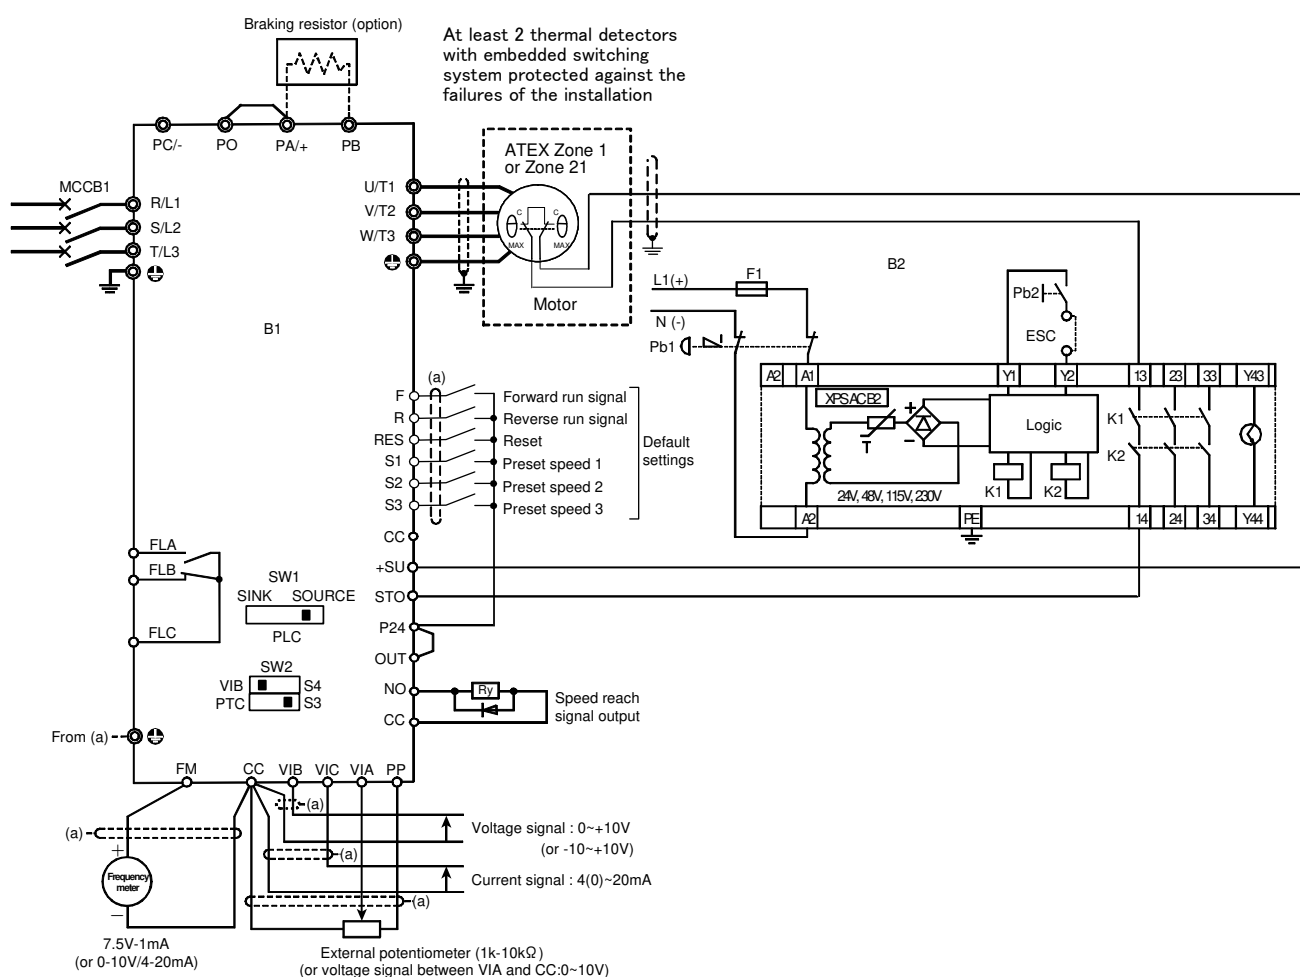 Braking resistor (option)
At least 2 thermal detectors
with embedded switching
system protected against the
failures of the installation
PC/-
PO
PA/+
PB
ATEX Zone 1
or Zone 21
MCCB1
R/L1
S/L2
T/L3
U/T1
V/T2
W/T3
C
C
MAX
MAX
Motor
B1
B2
L1(+)
F1
N (-)
Pb1
Pb2
ESC
A2
A1
Y1
Y2
13
23
33
Y43
XPSACB2
+
−
T
Logic
K1
K2
K1
K2
24V, 48V, 115V, 230V
A2
PE
14
24
34
Y44
(a)
F
Forward run signal
R
Reverse run signal
RES
Reset
S1
Preset speed 1
S2
Preset speed 2
S3
Preset speed 3
Default
settings
CC
+SU
STO
P24
OUT
NO
CC
Ry
Speed reach
signal output
FLA
FLB
FLC
SW1
SINK
SOURCE
PLC
SW2
VIB
S4
PTC
S3
From (a)
FM
CC
VIB
VIC
VIA
PP
(a)
(a)
(a)
(a)
Voltage signal : 0~+10V
(or -10~+10V)
Current signal : 4(0)~20mA
+
Frequency
meter
−
7.5V-1mA
(or 0-10V/4-20mA)
External potentiometer (1k-10kΩ)
(or voltage signal between VIA and CC:0~10V)